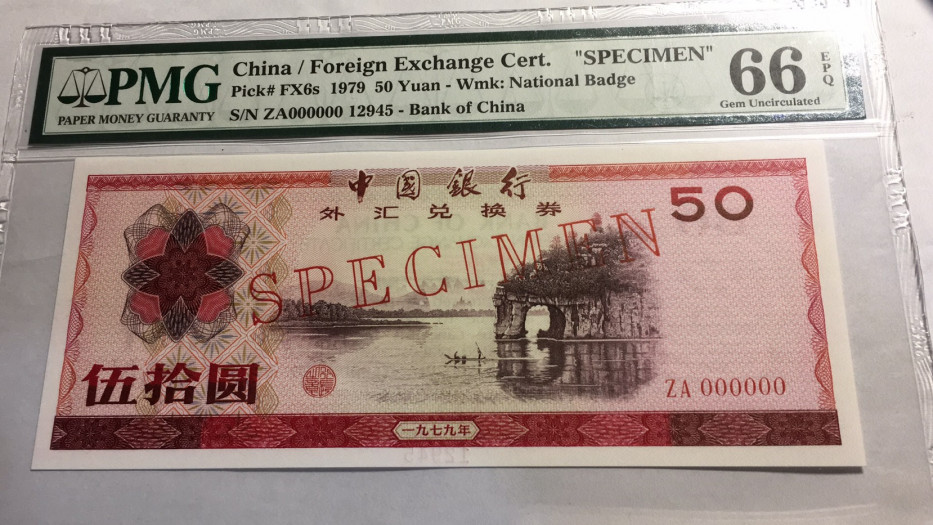 PMG
PAPER MONEY GUARANTY
China / Foreign Exchange Cert. "SPECIMEN"
Pick# FX6s 1979 50 Yuan - Wmk: National Badge
S/N ZA000000 12945 - Bank of China
66 EPQ
Gem Uncirculated
中国银行
外汇兑换券
50
SPECIMEN
伍拾圆
ZA 000000
一九七九年
12945